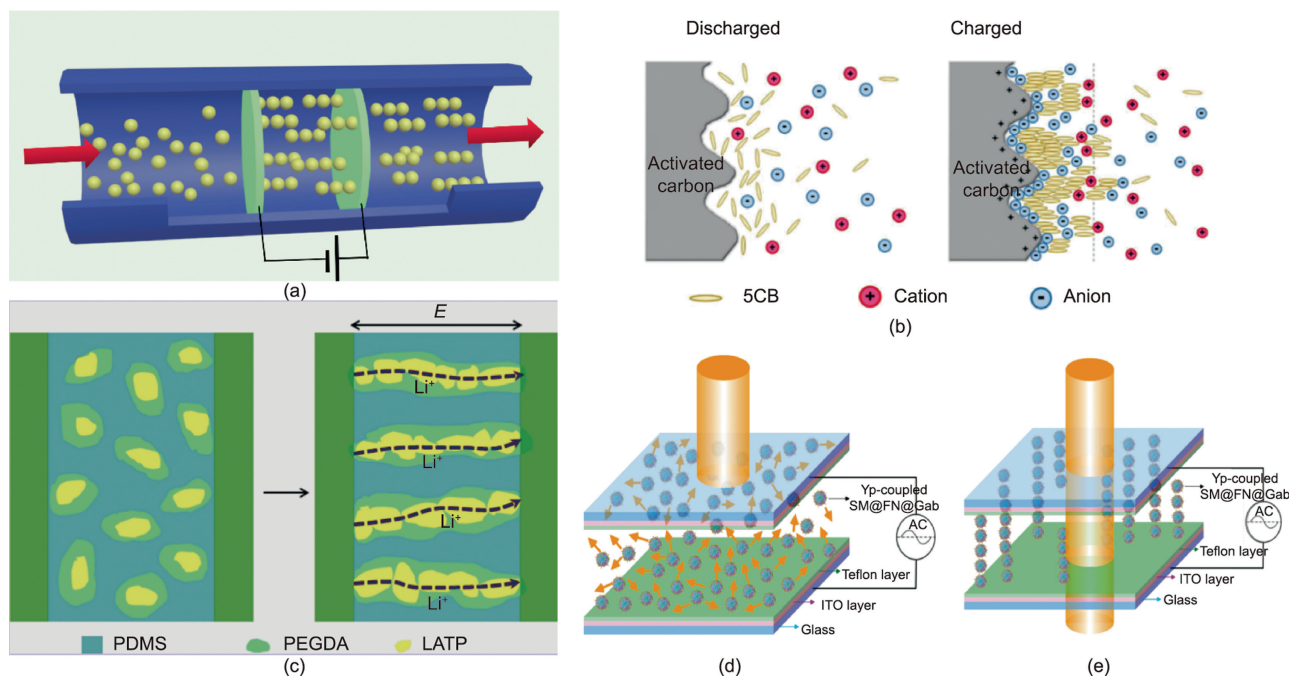 (a)
Discharged
Charged
Activated
carbon
Activated
carbon
5CB
Cation
Anion
(b)
E
Li⁺
Li⁺
Li⁺
Li⁺
PDMS
PEGDA
LATP
(c)
Yp-coupled
SM@FN@Gab
AC
Teflon layer
ITO layer
Glass
(d)
Yp-coupled
SM@FN@Gab
AC
Teflon layer
ITO layer
Glass
(e)